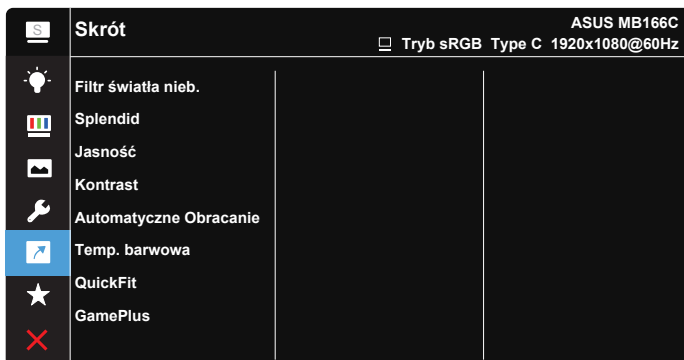 S
Skrót
ASUS MB166C
Tryb sRGB Type C 1920x1080@60Hz
Filtr światła nieb.
Splendid
Jasność
Kontrast
Automatyczne Obracanie
Temp. barwowa
QuickFit
GamePlus